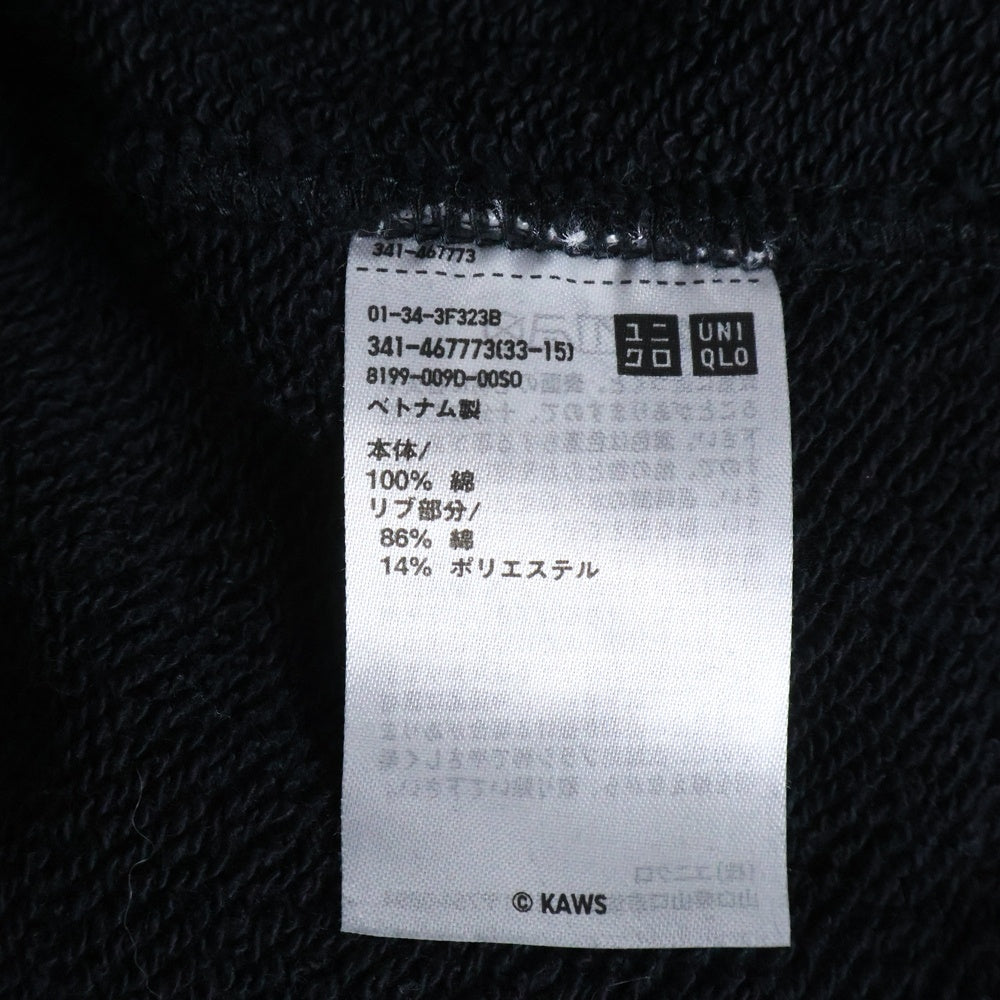 341-467773
01-34-3F323B
341-467773(33-15)
8199-009D-00SO
ユニクロ
UNIQLO
ベトナム製
本体/
100% 綿
リブ部分/
86% 綿
14% ポリエステル
© KAWS